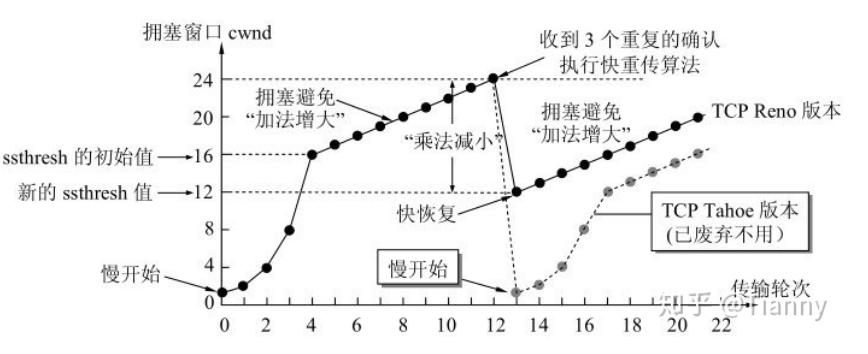 拥塞窗口 cwnd
收到 3 个重复的确认
执行快重传算法
24
拥塞避免
“加法增大”
拥塞避免
“加法增大”
TCP Reno 版本
20
“乘法减小”
ssthresh 的初始值
16
新的 ssthresh 值
12
快恢复
TCP Tahoe 版本
(已废弃不用)
8
慢开始
慢开始
4
传输轮次
0
知乎 @Tianny
0 2 4 6 8 10 12 14 16 18 20 22